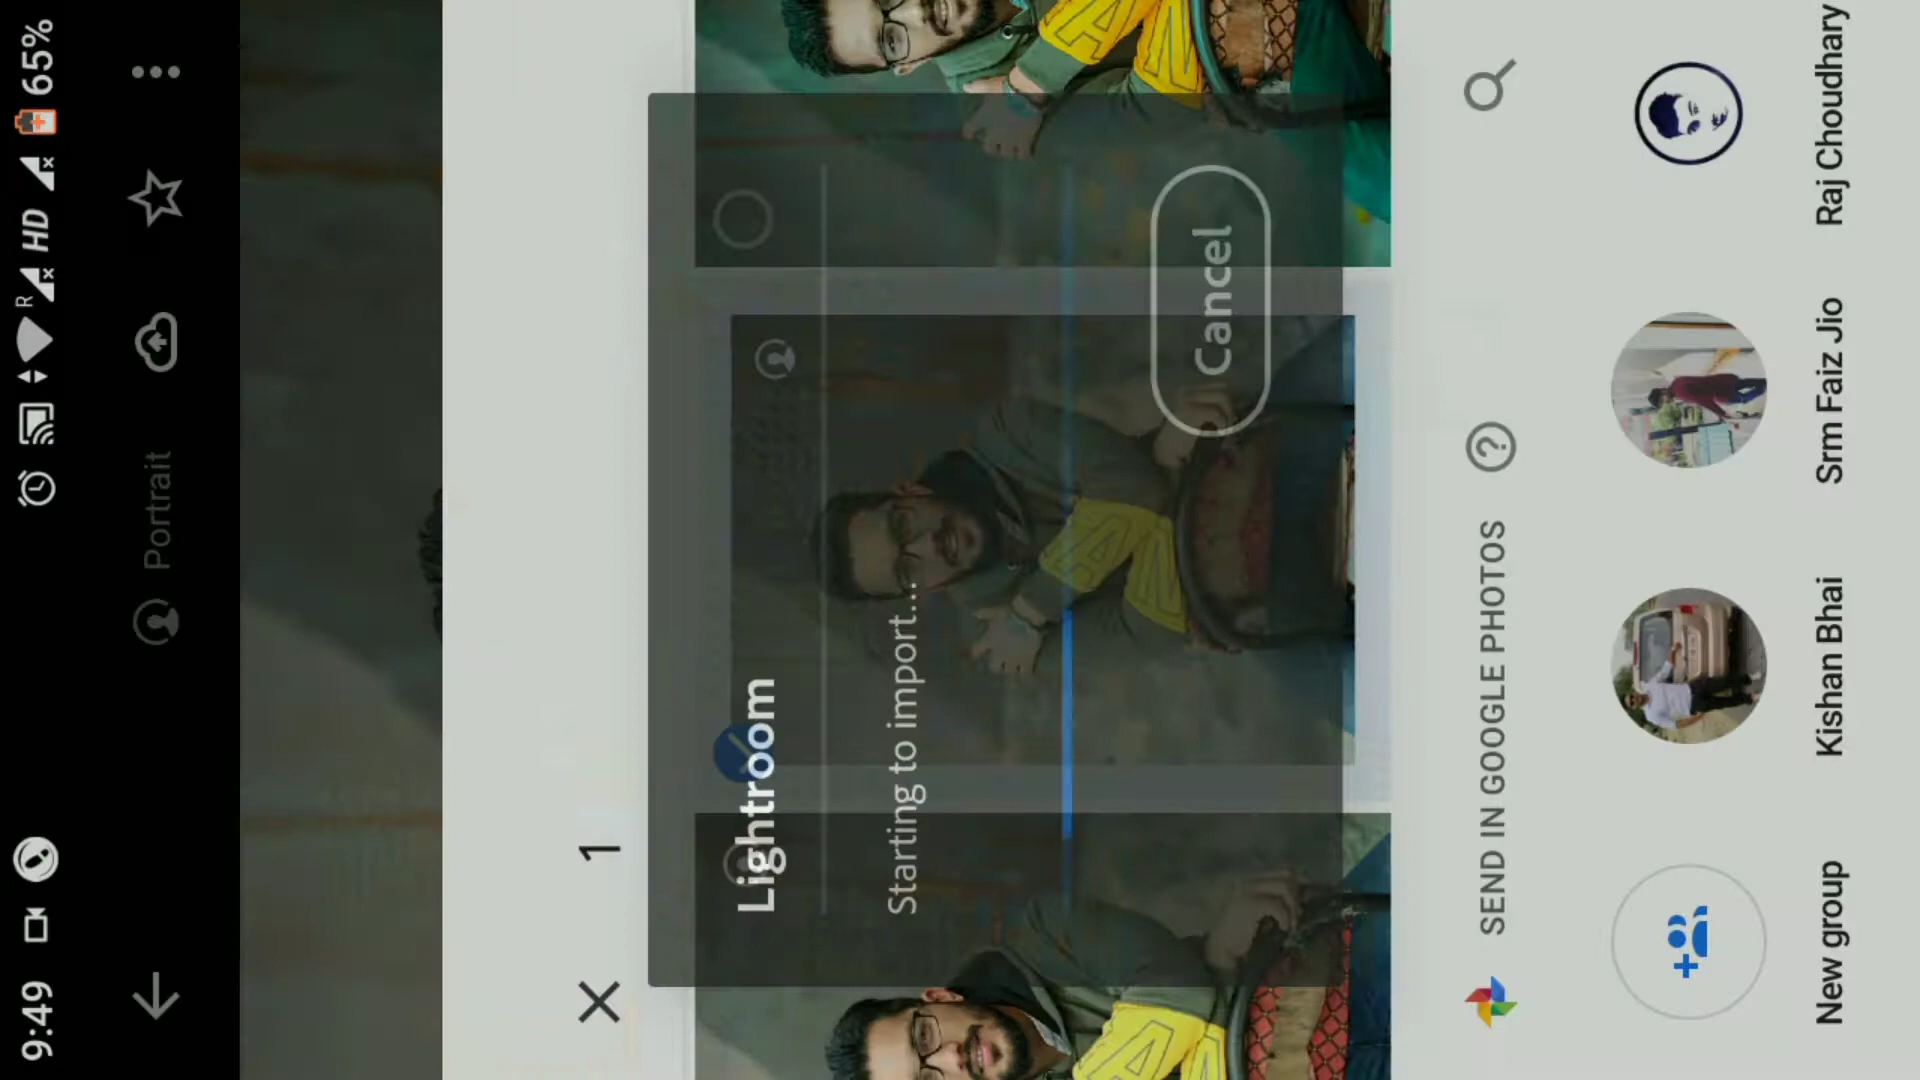 9:49
R
HD
65%
Portrait
1
Lightroom
Starting to import...
Cancel
SEND IN GOOGLE PHOTOS
New group
Kishan Bhai
Srm Faiz Jio
Raj Choudhary